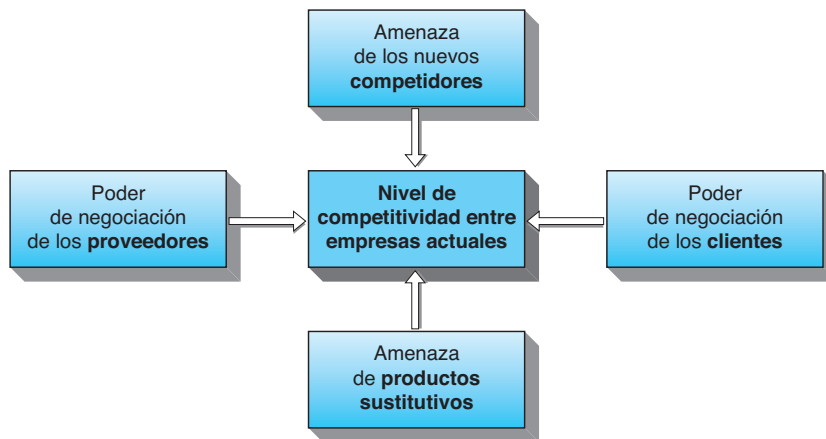 Amenaza
de los nuevos
competidores
Poder
de negociación
de los proveedores
Nivel de
competitividad entre
empresas actuales
Poder
de negociación
de los clientes
Amenaza
de productos
sustitutivos